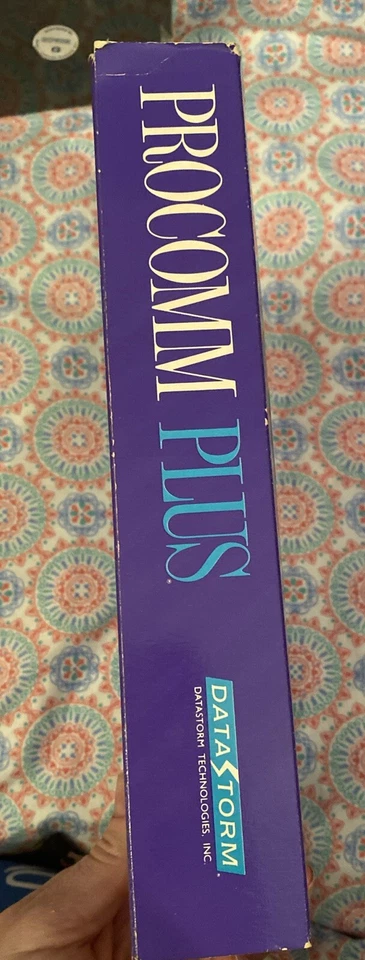 PROCOMM PLUS®
DATASTORM®
DATASTORM TECHNOLOGIES, INC.